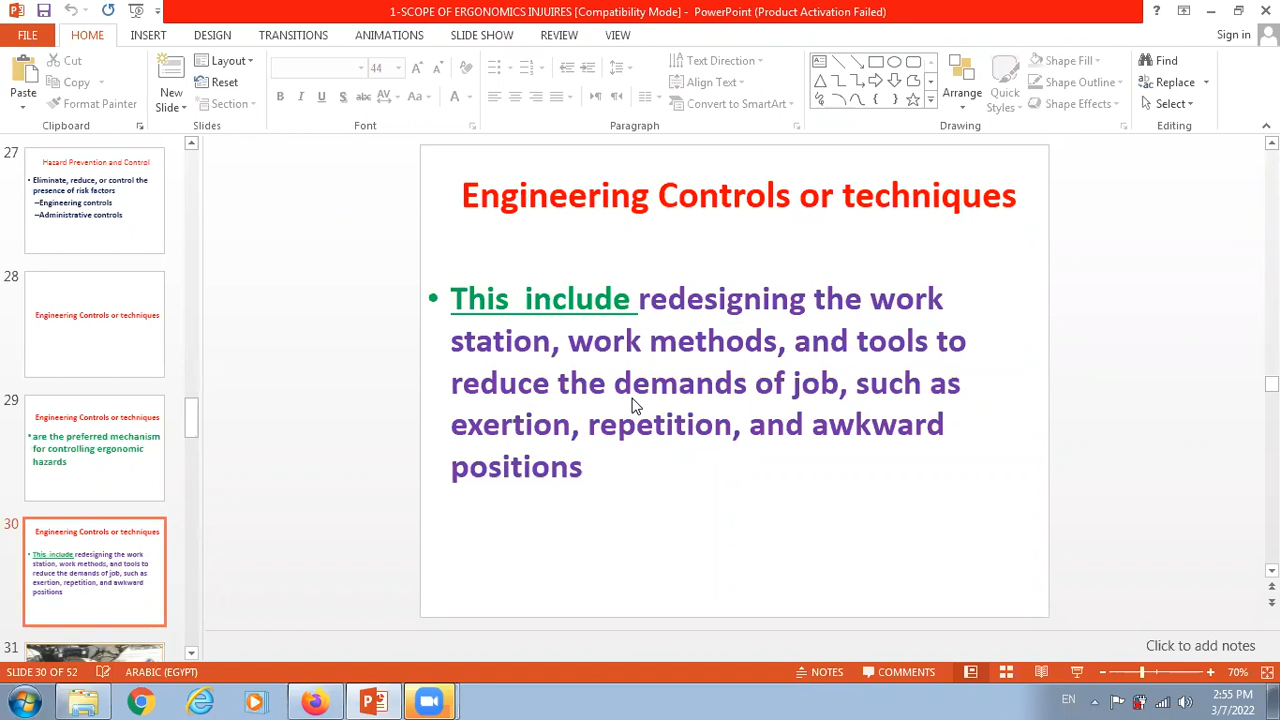 1-SCOPE OF ERGONOMICS INJUIRES [Compatibility Mode] - PowerPoint (Product Activation Failed)
FILE HOME INSERT DESIGN TRANSITIONS ANIMATIONS SLIDE SHOW REVIEW VIEW Sign in
Paste
Cut
Copy
Format Painter
Clipboard
New
Slide
Layout
Reset
Section
Slides
44
Font
Text Direction
Align Text
Convert to SmartArt
Paragraph
Arrange
Quick
Styles
Shape Fill
Shape Outline
Shape Effects
Drawing
Find
Replace
Select
Editing
27
Hazard Prevention and Control
• Eliminate, reduce, or control the
presence of risk factors
–Engineering controls
–Administrative controls
28
Engineering Controls or techniques
29
Engineering Controls or techniques
• are the preferred mechanism
for controlling ergonomic
hazards
30
Engineering Controls or techniques
• This include redesigning the work
station, work methods, and tools to
reduce the demands of job, such as
exertion, repetition, and awkward
positions
31
Engineering Controls or techniques
• This include redesigning the work
station, work methods, and tools to
reduce the demands of job, such as
exertion, repetition, and awkward
positions
Click to add notes
SLIDE 30 OF 52 ARABIC (EGYPT) NOTES COMMENTS 70%
EN 2:55 PM
3/7/2022